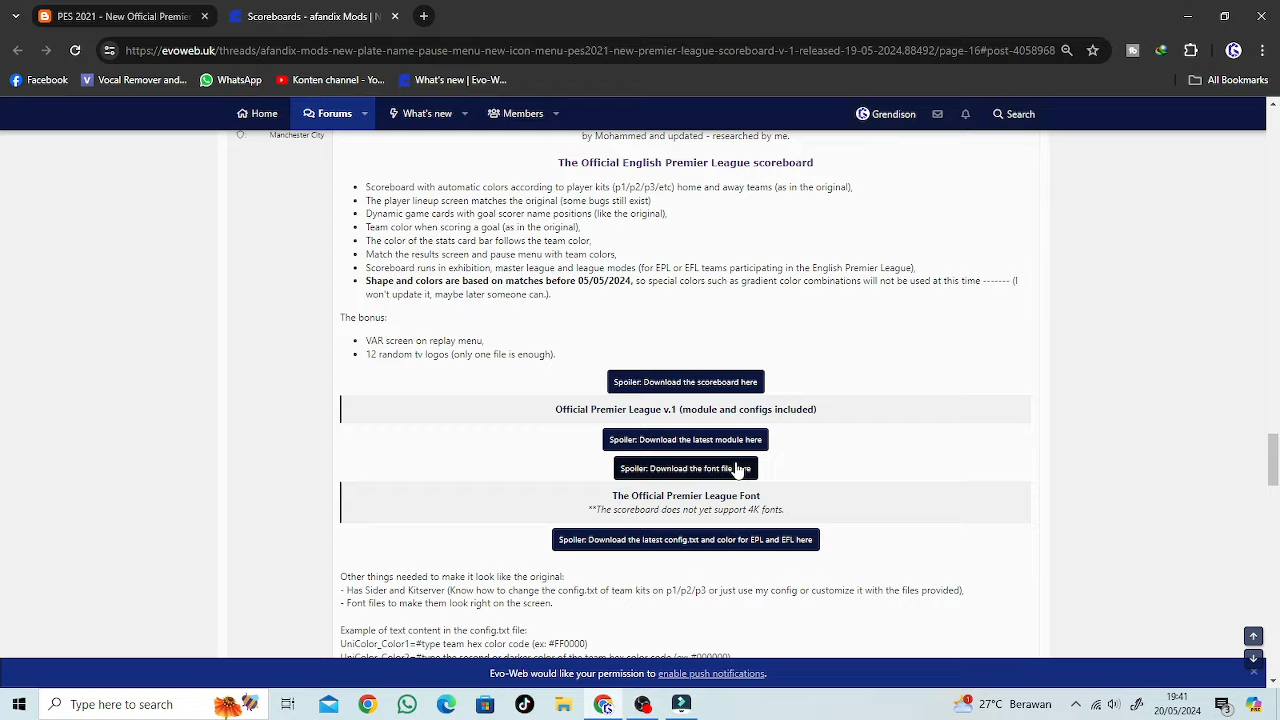 PES 2021 - New Official Premier
Scoreboards - afandix Mods | N
https://evoweb.uk/threads/afandix-mods-new-plate-name-pause-menu-new-icon-menu-pes2021-new-premier-league-scoreboard-v-1-released-19-05-2024.88492/page-16#post-4058968
Facebook
Vocal Remover and...
WhatsApp
Konten channel - Yo...
What's new | Evo-W...
All Bookmarks
Home
Forums
What's new
Members
Grendison
Search
Manchester City
by Mohammed and updated - researched by me.
The Official English Premier League scoreboard
• Scoreboard with automatic colors according to player kits (p1/p2/p3/etc) home and away teams (as in the original),
• The player lineup screen matches the original (some bugs still exist)
• Dynamic game cards with goal scorer name positions (like the original),
• Team color when scoring a goal (as in the original),
• The color of the stats card bar follows the team color,
• Match the results screen and pause menu with team colors,
• Scoreboard runs in exhibition, master league and league modes (for EPL or EFL teams participating in the English Premier League),
• Shape and colors are based on matches before 05/05/2024, so special colors such as gradient color combinations will not be used at this time ------- (I
won't update it, maybe later someone can.).
The bonus:
• VAR screen on replay menu,
• 12 random tv logos (only one file is enough).
Spoiler: Download the scoreboard here
Official Premier League v.1 (module and configs included)
Spoiler: Download the latest module here
Spoiler: Download the font file here
The Official Premier League Font
**The scoreboard does not yet support 4K fonts.
Spoiler: Download the latest config.txt and color for EPL and EFL here
Other things needed to make it look like the original:
- Has Sider and Kitserver (Know how to change the config.txt of team kits on p1/p2/p3 or just use my config or customize it with the files provided),
- Font files to make them look right on the screen.
Example of text content in the config.txt file:
UniColor_Color1=#type team hex color code (ex: #FF0000)
UniColor_Color2=#type the second or darker color of the team hex color code (ex: #000000)
Evo-Web would like your permission to enable push notifications.
Type here to search
27°C Berawan
19:41
20/05/2024